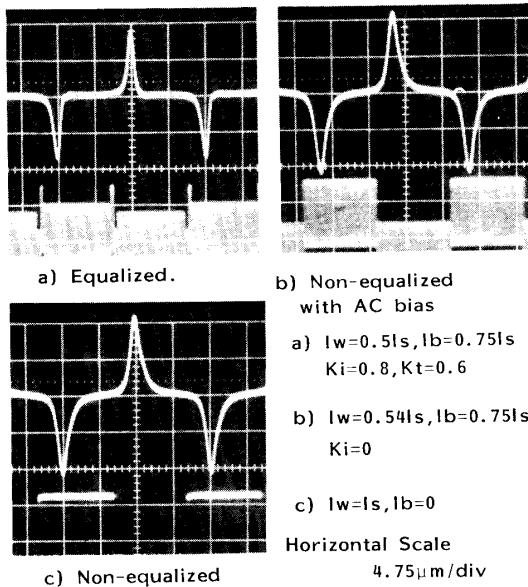 a) Equalized.
b) Non-equalized
with AC bias
a) Iw=0.5Is,Ib=0.75Is
Ki=0.8,Kt=0.6
b) Iw=0.54Is,Ib=0.75Is
Ki=0
c) Iw=Is,Ib=0
Horizontal Scale
4.75μm/div
c) Non-equalized